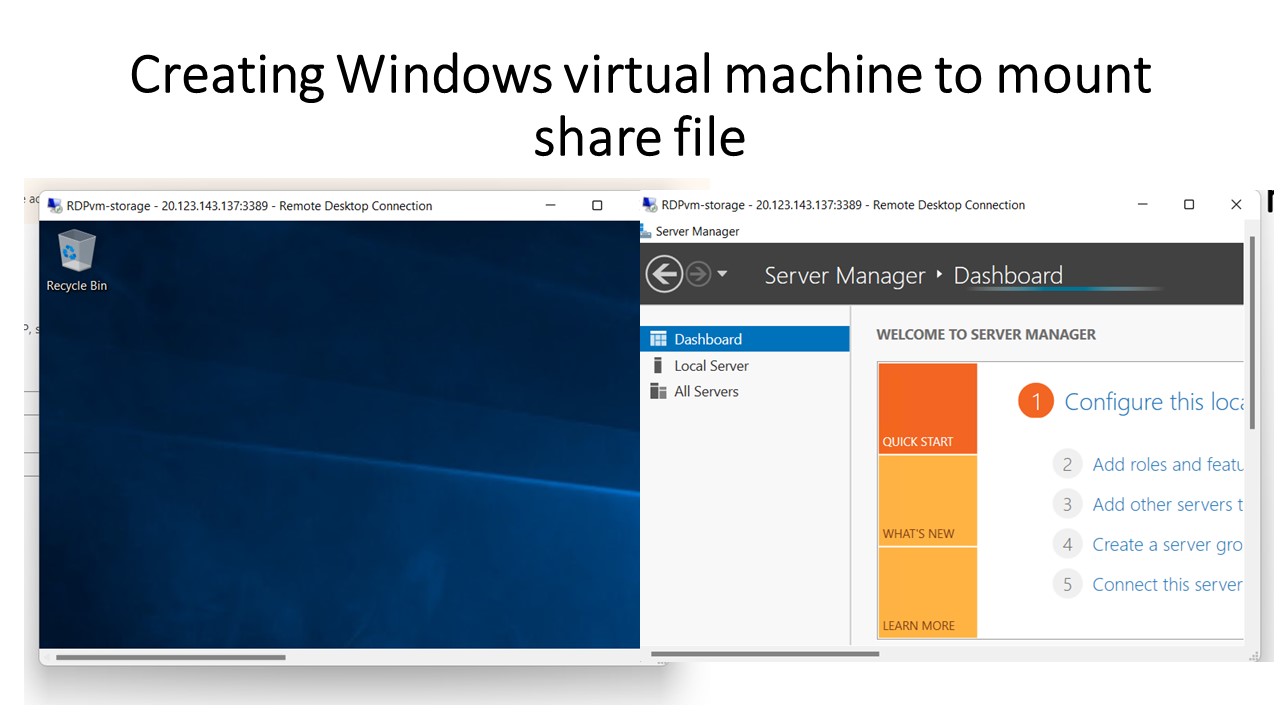 Creating Windows virtual machine to mount
share file
RDPvm-storage - 20.123.143.137:3389 - Remote Desktop Connection
Recycle Bin
RDPvm-storage - 20.123.143.137:3389 - Remote Desktop Connection
Server Manager
Server Manager Dashboard
Dashboard
Local Server
All Servers
WELCOME TO SERVER MANAGER
QUICK START
WHAT'S NEW
LEARN MORE
1 Configure this loca
2 Add roles and featu
3 Add other servers t
4 Create a server gro
5 Connect this server